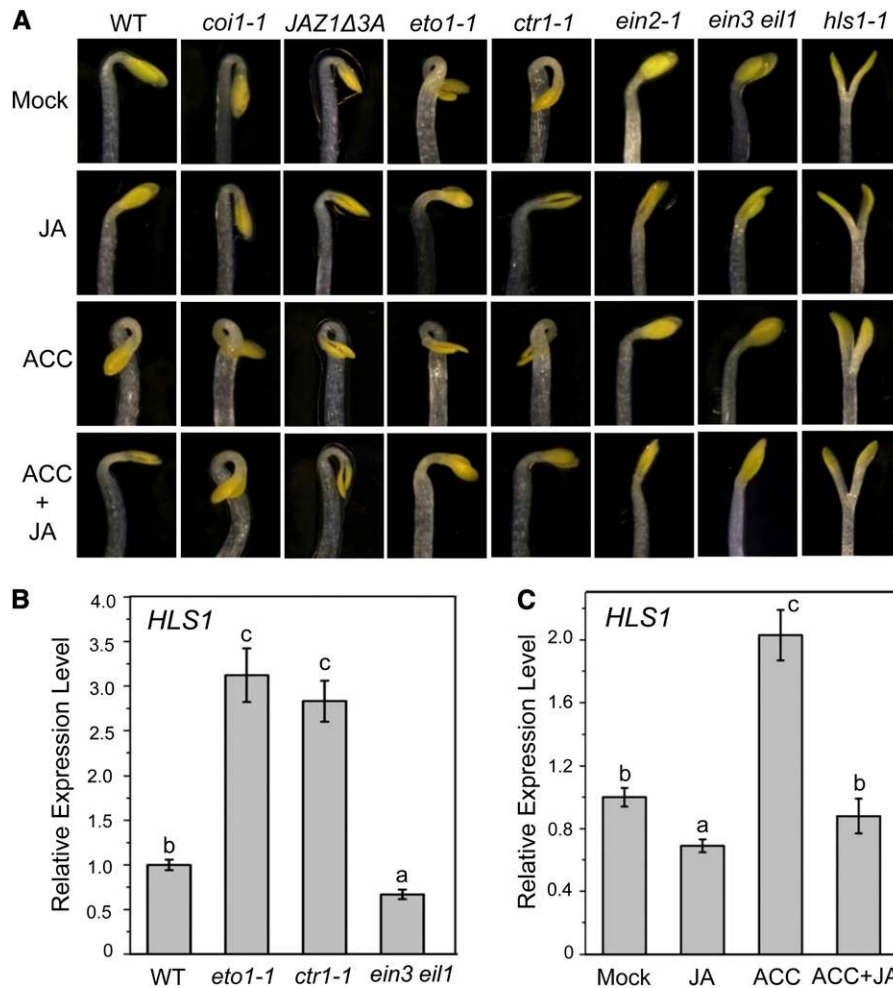 A
WT coi1-1 JAZ1Δ3A eto1-1 ctr1-1 ein2-1 ein3 eil1 hls1-1
Mock
JA
ACC
ACC
+
JA
B
HLS1
Relative Expression Level
4.0
3.5
3.0
2.5
2.0
1.5
1.0
0.5
0
b
c
c
a
WT eto1-1 ctr1-1 ein3 eil1
C
HLS1
Relative Expression Level
2.0
1.6
1.2
0.8
0.4
0
b
a
c
b
Mock JA ACC ACC+JA